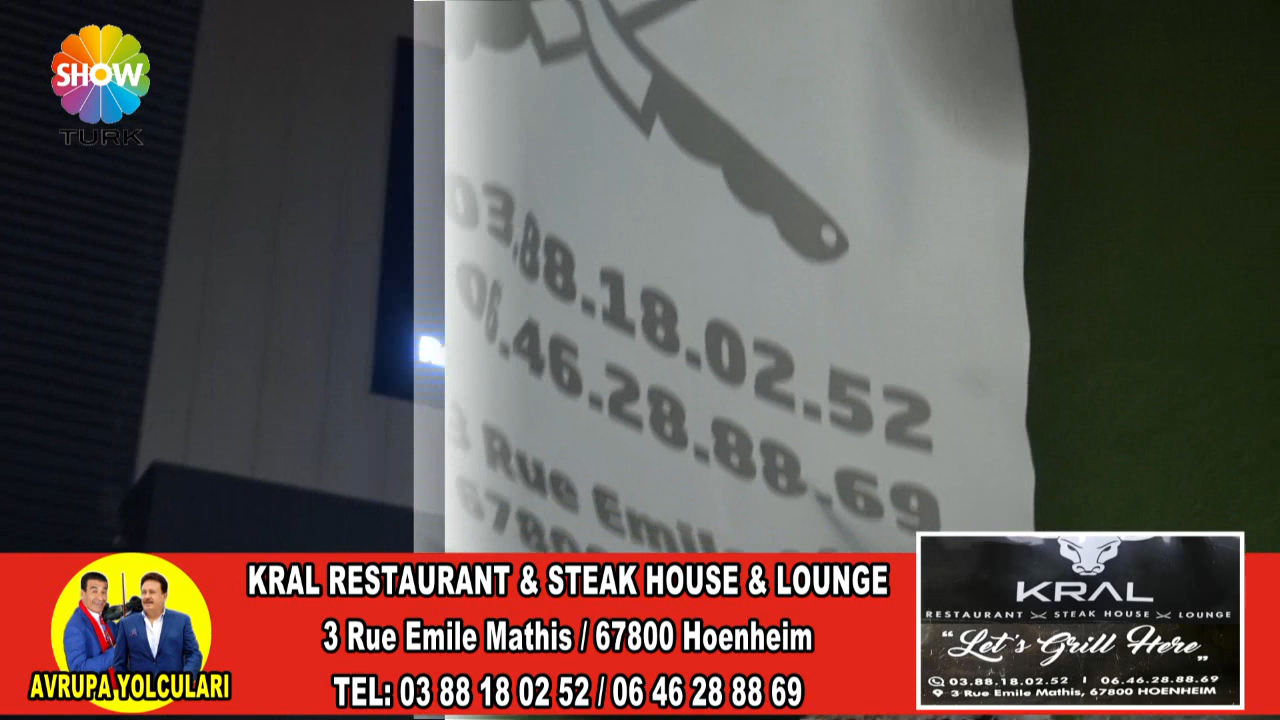 SHOW
TURK
03.88.18.02.52
06.46.28.88.69
3 Rue Emile
67800
KRAL RESTAURANT & STEAK HOUSE & LOUNGE
3 Rue Emile Mathis / 67800 Hoenheim
TEL: 03 88 18 02 52 / 06 46 28 88 69
AVRUPA YOLCULARI
KRAL
RESTAURANT STEAK HOUSE LOUNGE
“Let's Grill Here”
03.88.18.02.52 | 06.46.28.88.69
3 Rue Emile Mathis, 67800 HOENHEIM